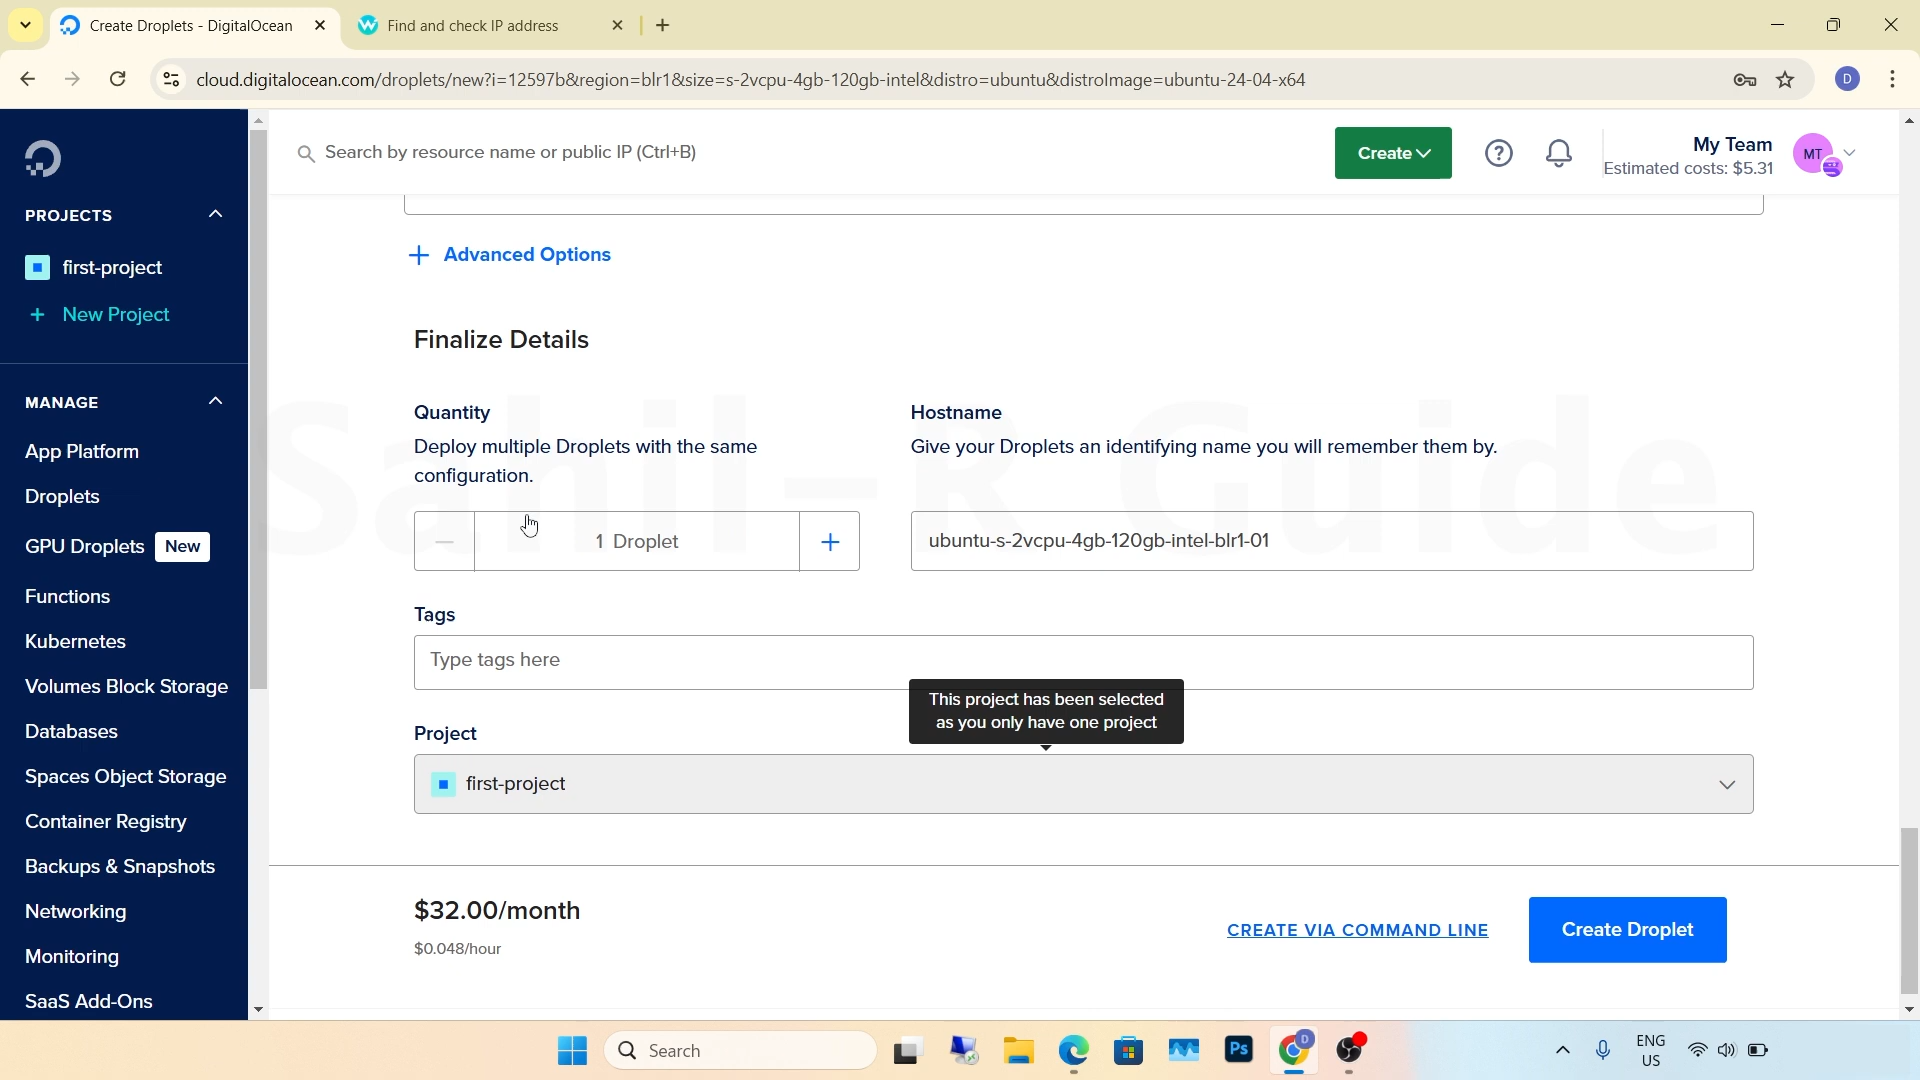 Create Droplets - DigitalOcean
Find and check IP address
cloud.digitalocean.com/droplets/new?i=12597b&region=blr1&size=s-2vcpu-4gb-120gb-intel&distro=ubuntu&distroImage=ubuntu-24-04-x64
D
Search by resource name or public IP (Ctrl+B)
Create
My Team
Estimated costs: $5.31
MT
PROJECTS
first-project
+ New Project
MANAGE
App Platform
Droplets
GPU Droplets New
Functions
Kubernetes
Volumes Block Storage
Databases
Spaces Object Storage
Container Registry
Backups & Snapshots
Networking
Monitoring
SaaS Add-Ons
+ Advanced Options
Finalize Details
Sahil-R Guide
Quantity
Deploy multiple Droplets with the same
configuration.
1 Droplet
Hostname
Give your Droplets an identifying name you will remember them by.
ubuntu-s-2vcpu-4gb-120gb-intel-blr1-01
Tags
Type tags here
This project has been selected
as you only have one project
Project
first-project
$32.00/month
$0.048/hour
CREATE VIA COMMAND LINE
Create Droplet
Search
Ps
D
ENG
US